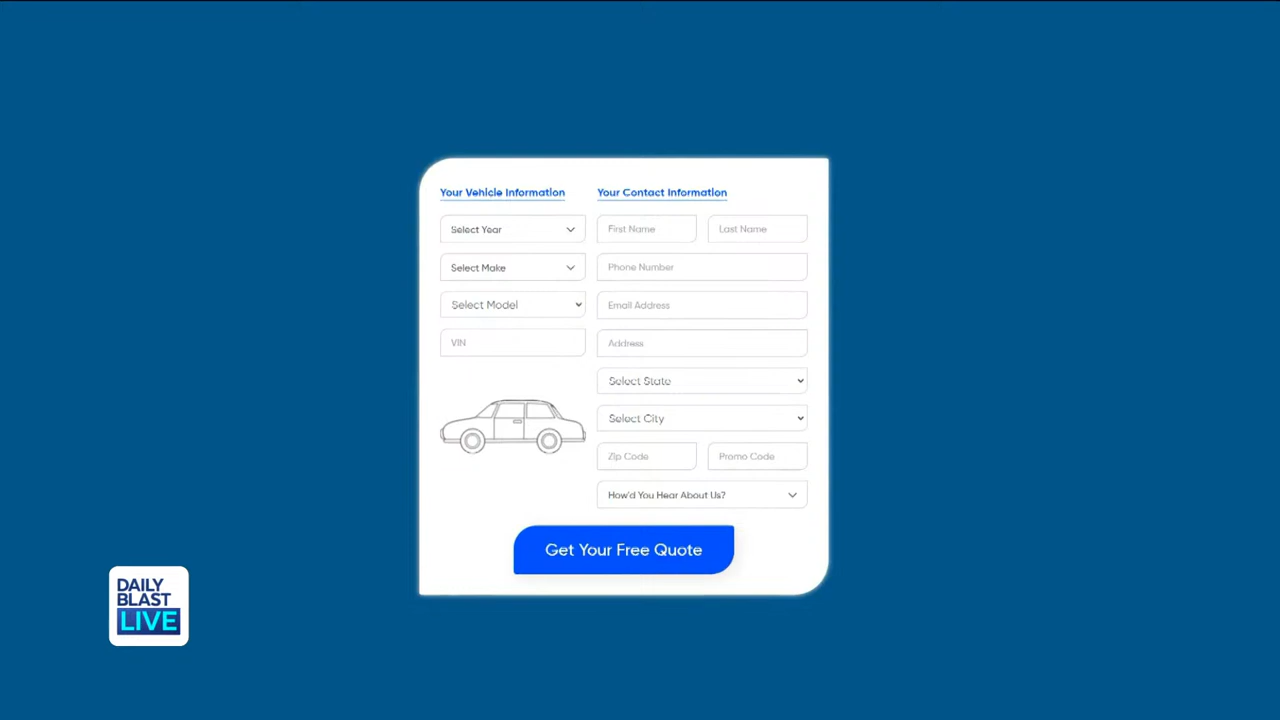 Your Vehicle Information
Select Year
Select Make
Select Model
VIN
Your Contact Information
First Name
Last Name
Phone Number
Email Address
Address
Select State
Select City
Zip Code
Promo Code
How'd You Hear About Us?
Get Your Free Quote
DAILY
BLAST
LIVE